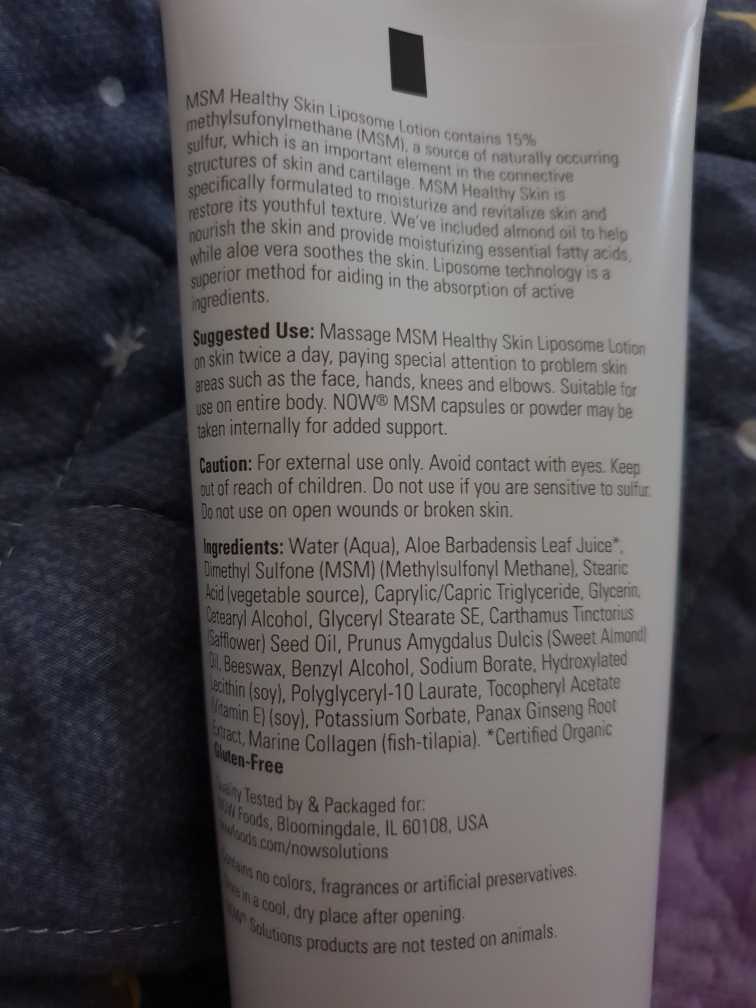 MSM Healthy Skin Liposome Lotion contains 15%
methylsufonylmethane (MSM), a source of naturally occurring
sulfur, which is an important element in the connective
structures of skin and cartilage. MSM Healthy Skin is
specifically formulated to moisturize and revitalize skin and
restore its youthful texture. We've included almond oil to help
nourish the skin and provide moisturizing essential fatty acids,
while aloe vera soothes the skin. Liposome technology is a
superior method for aiding in the absorption of active
ingredients.
Suggested Use: Massage MSM Healthy Skin Liposome Lotion
on skin twice a day, paying special attention to problem skin
areas such as the face, hands, knees and elbows. Suitable for
use on entire body. NOW® MSM capsules or powder may be
taken internally for added support.
Caution: For external use only. Avoid contact with eyes. Keep
out of reach of children. Do not use if you are sensitive to sulfur.
Do not use on open wounds or broken skin.
Ingredients: Water (Aqua), Aloe Barbadensis Leaf Juice*,
Dimethyl Sulfone (MSM) (Methylsulfonyl Methane), Stearic
Acid (vegetable source), Caprylic/Capric Triglyceride, Glycerin,
Cetearyl Alcohol, Glyceryl Stearate SE, Carthamus Tinctorius
(Safflower) Seed Oil, Prunus Amygdalus Dulcis (Sweet Almond)
Oil, Beeswax, Benzyl Alcohol, Sodium Borate, Hydroxylated
Lecithin (soy), Polyglyceryl-10 Laurate, Tocopheryl Acetate
(Vitamin E) (soy), Potassium Sorbate, Panax Ginseng Root
Extract, Marine Collagen (fish-tilapia). *Certified Organic
Gluten-Free
Quality Tested by & Packaged for:
NOW Foods, Bloomingdale, IL 60108, USA
nowfoods.com/nowsolutions
Contains no colors, fragrances or artificial preservatives.
Store in a cool, dry place after opening.
NOW® Solutions products are not tested on animals.